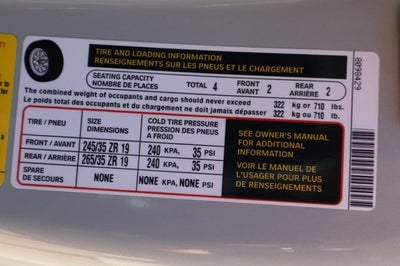 TIRE AND LOADING INFORMATION
RENSEIGNEMENTS SUR LES PNEUS ET LE CHARGEMENT
SEATING CAPACITY
NOMBRE DE PLACES
TOTAL 4
FRONT
AVANT 2
REAR
ARRIÈRE 2
The combined weight of occupants and cargo should never exceed 322 kg or 710 lbs.
Le poids total des occupants et du chargement ne doit jamais dépasser 322 kg ou 710 lb.
8098429
TIRE / PNEU
SIZE
DIMENSIONS
COLD TIRE PRESSURE
PRESSION DES PNEUS
A FROID
FRONT / AVANT 245/35 ZR 19 240 KPA, 35 PSI
REAR / ARRIÈRE 265/35 ZR 19 240 KPA, 35 PSI
SPARE
DE SECOURS
NONE NONE KPA, NONE PSI
SEE OWNER'S MANUAL
FOR ADDITIONAL
INFORMATION
VOIR LE MANUEL DE
L'USAGER POUR PLUS
DE RENSEIGNEMENTS